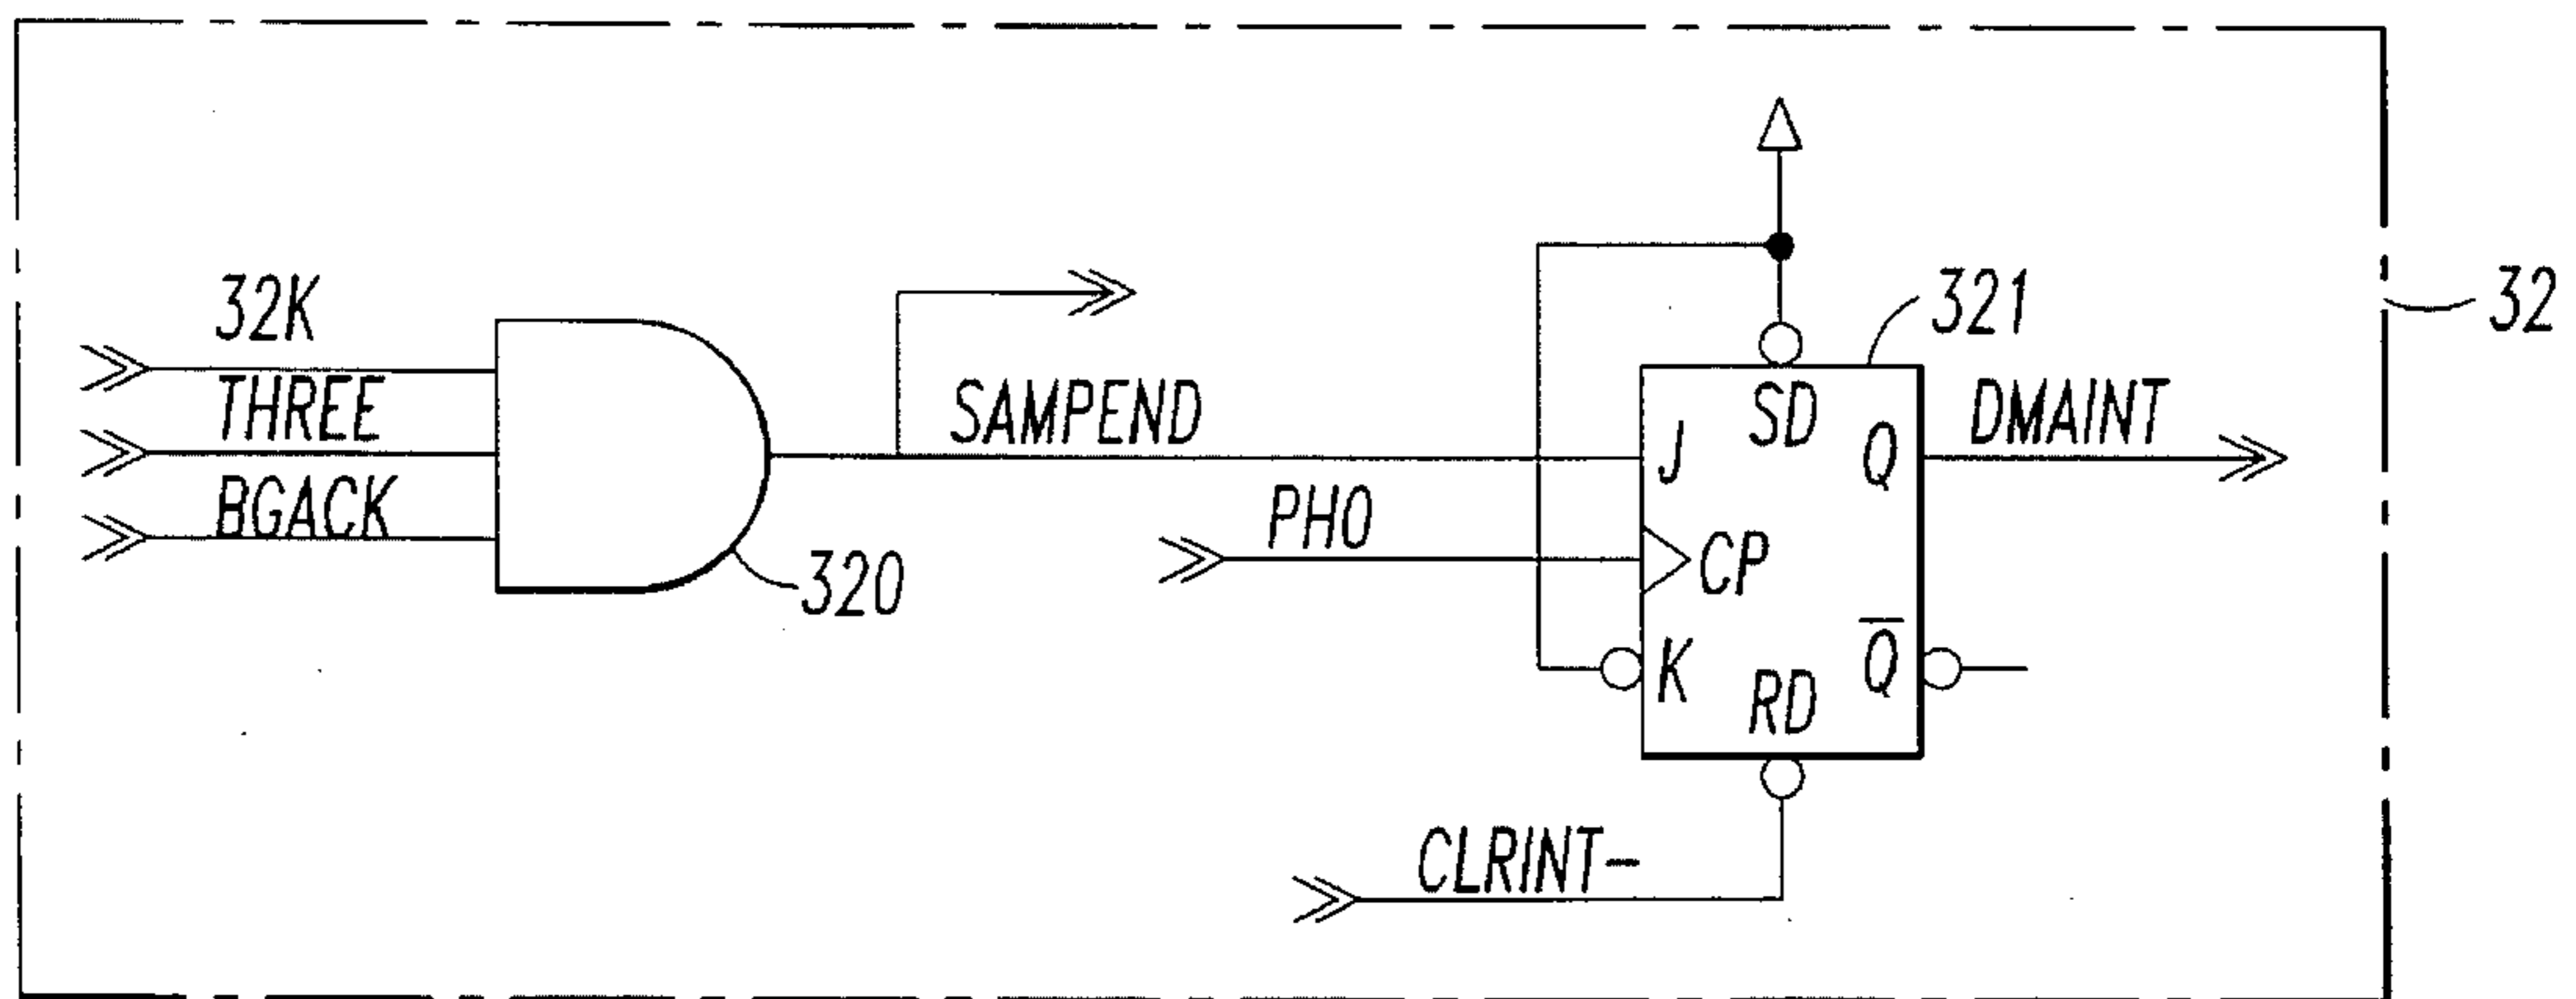 32K
THREE
BGACK
320
SAMPEND
PH0
321
32
J
SD
Q
DMAINT
CP
K
RD
Q̅
CLRINT-